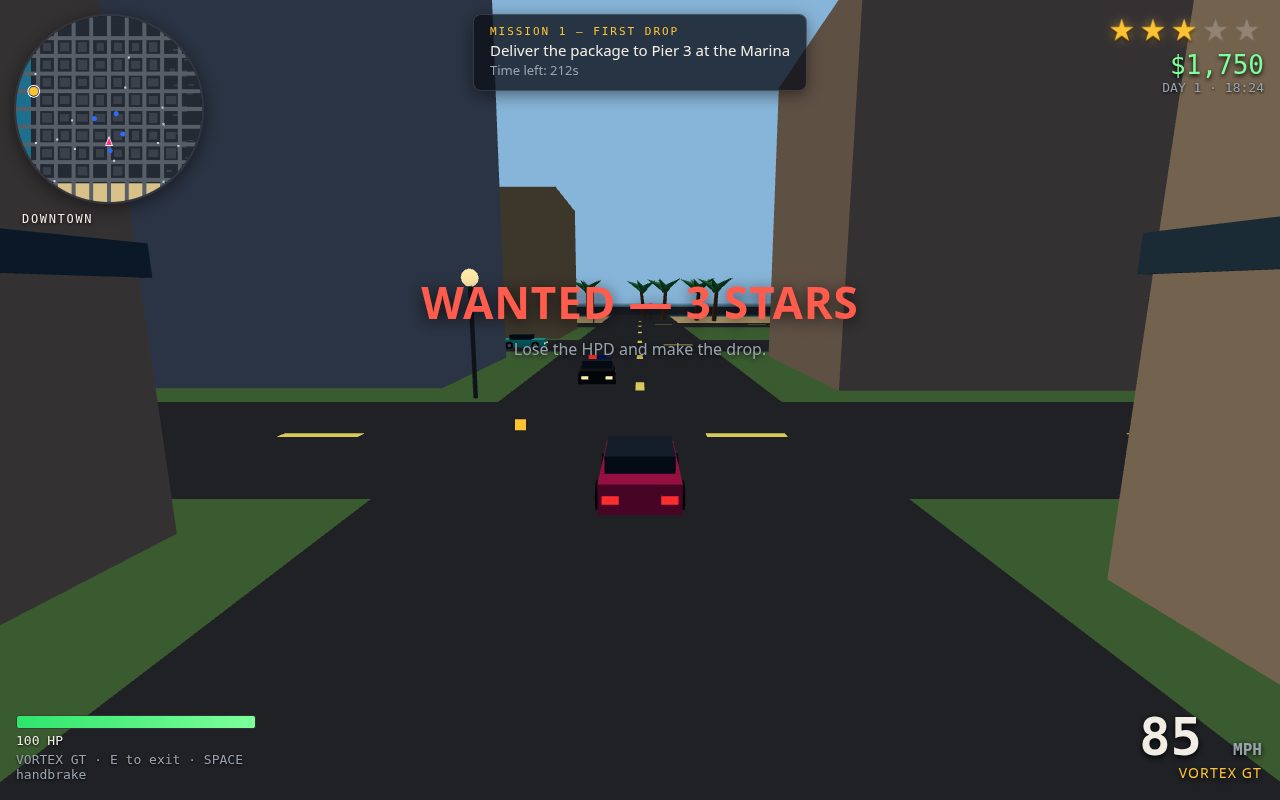 MISSION 1 — FIRST DROP
Deliver the package to Pier 3 at the Marina
Time left: 212s
$1,750
DAY 1 · 18:24
DOWNTOWN
WANTED — 3 STARS
Lose the HPD and make the drop.
100 HP
VORTEX GT · E to exit · SPACE
handbrake
85 MPH
VORTEX GT